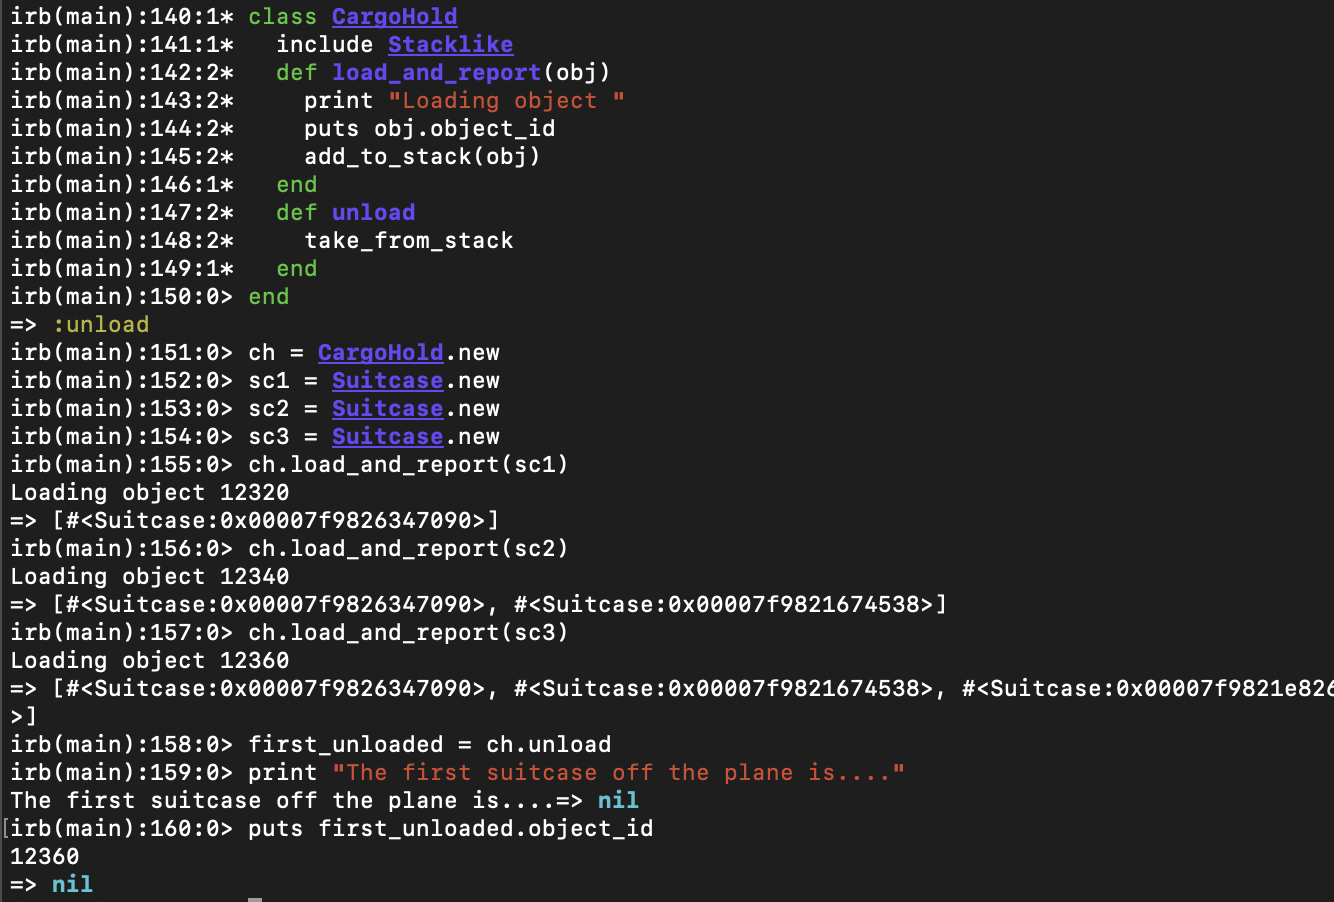 irb(main):140:1* class CargoHold
irb(main):141:1*   include Stacklike
irb(main):142:2*   def load_and_report(obj)
irb(main):143:2*     print "Loading object "
irb(main):144:2*     puts obj.object_id
irb(main):145:2*     add_to_stack(obj)
irb(main):146:1*   end
irb(main):147:2*   def unload
irb(main):148:2*     take_from_stack
irb(main):149:1*   end
irb(main):150:0> end
=> :unload
irb(main):151:0> ch = CargoHold.new
irb(main):152:0> sc1 = Suitcase.new
irb(main):153:0> sc2 = Suitcase.new
irb(main):154:0> sc3 = Suitcase.new
irb(main):155:0> ch.load_and_report(sc1)
Loading object 12320
=> [#<Suitcase:0x00007f9826347090>]
irb(main):156:0> ch.load_and_report(sc2)
Loading object 12340
=> [#<Suitcase:0x00007f9826347090>, #<Suitcase:0x00007f9821674538>]
irb(main):157:0> ch.load_and_report(sc3)
Loading object 12360
=> [#<Suitcase:0x00007f9826347090>, #<Suitcase:0x00007f9821674538>, #<Suitcase:0x00007f9821e826
>]
irb(main):158:0> first_unloaded = ch.unload
irb(main):159:0> print "The first suitcase off the plane is...."
The first suitcase off the plane is....=> nil
[irb(main):160:0> puts first_unloaded.object_id
12360
=> nil